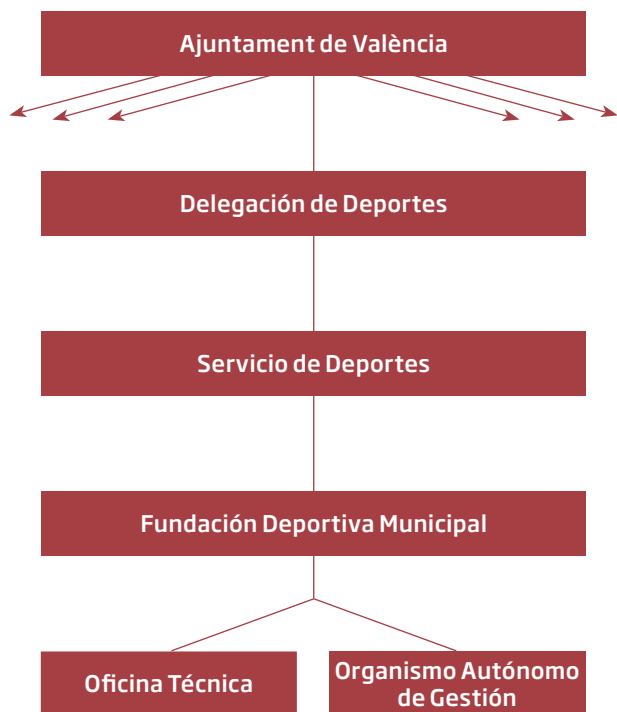 Ajuntament de València
Delegación de Deportes
Servicio de Deportes
Fundación Deportiva Municipal
Oficina Técnica
Organismo Autónomo
de Gestión